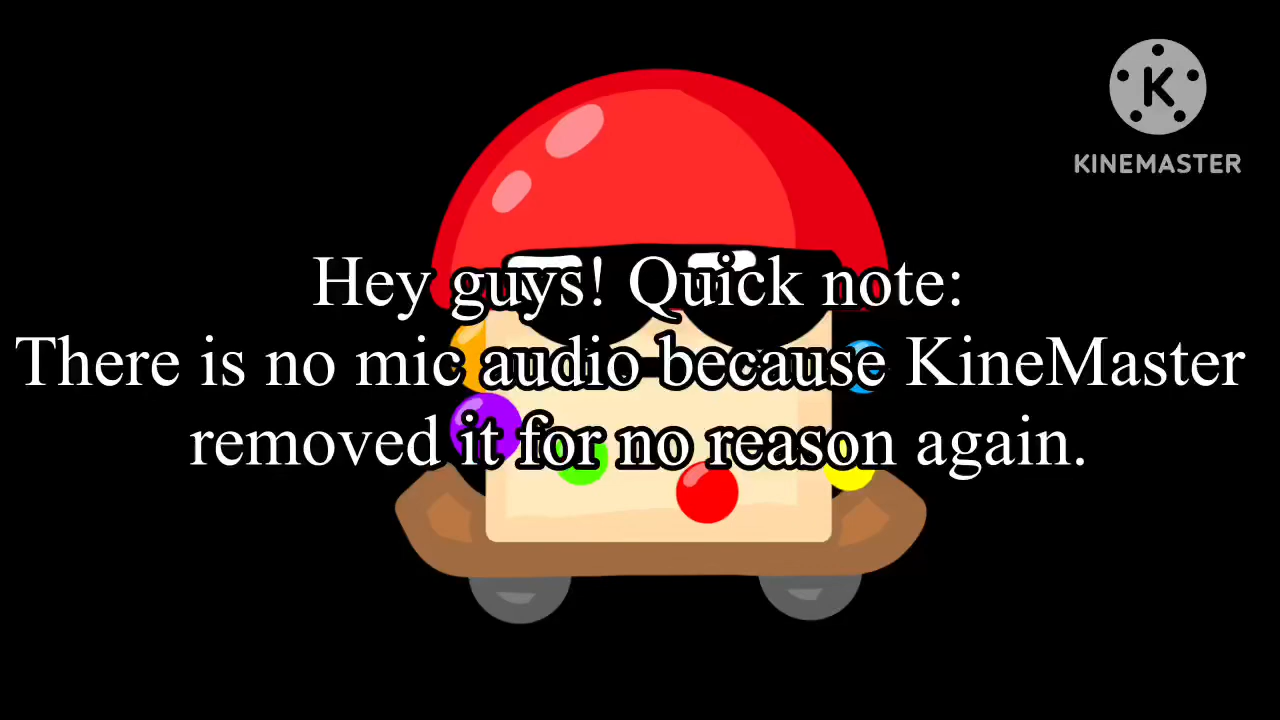 KINEMASTER
Hey guys! Quick note:
There is no mic audio because KineMaster
removed it for no reason again.